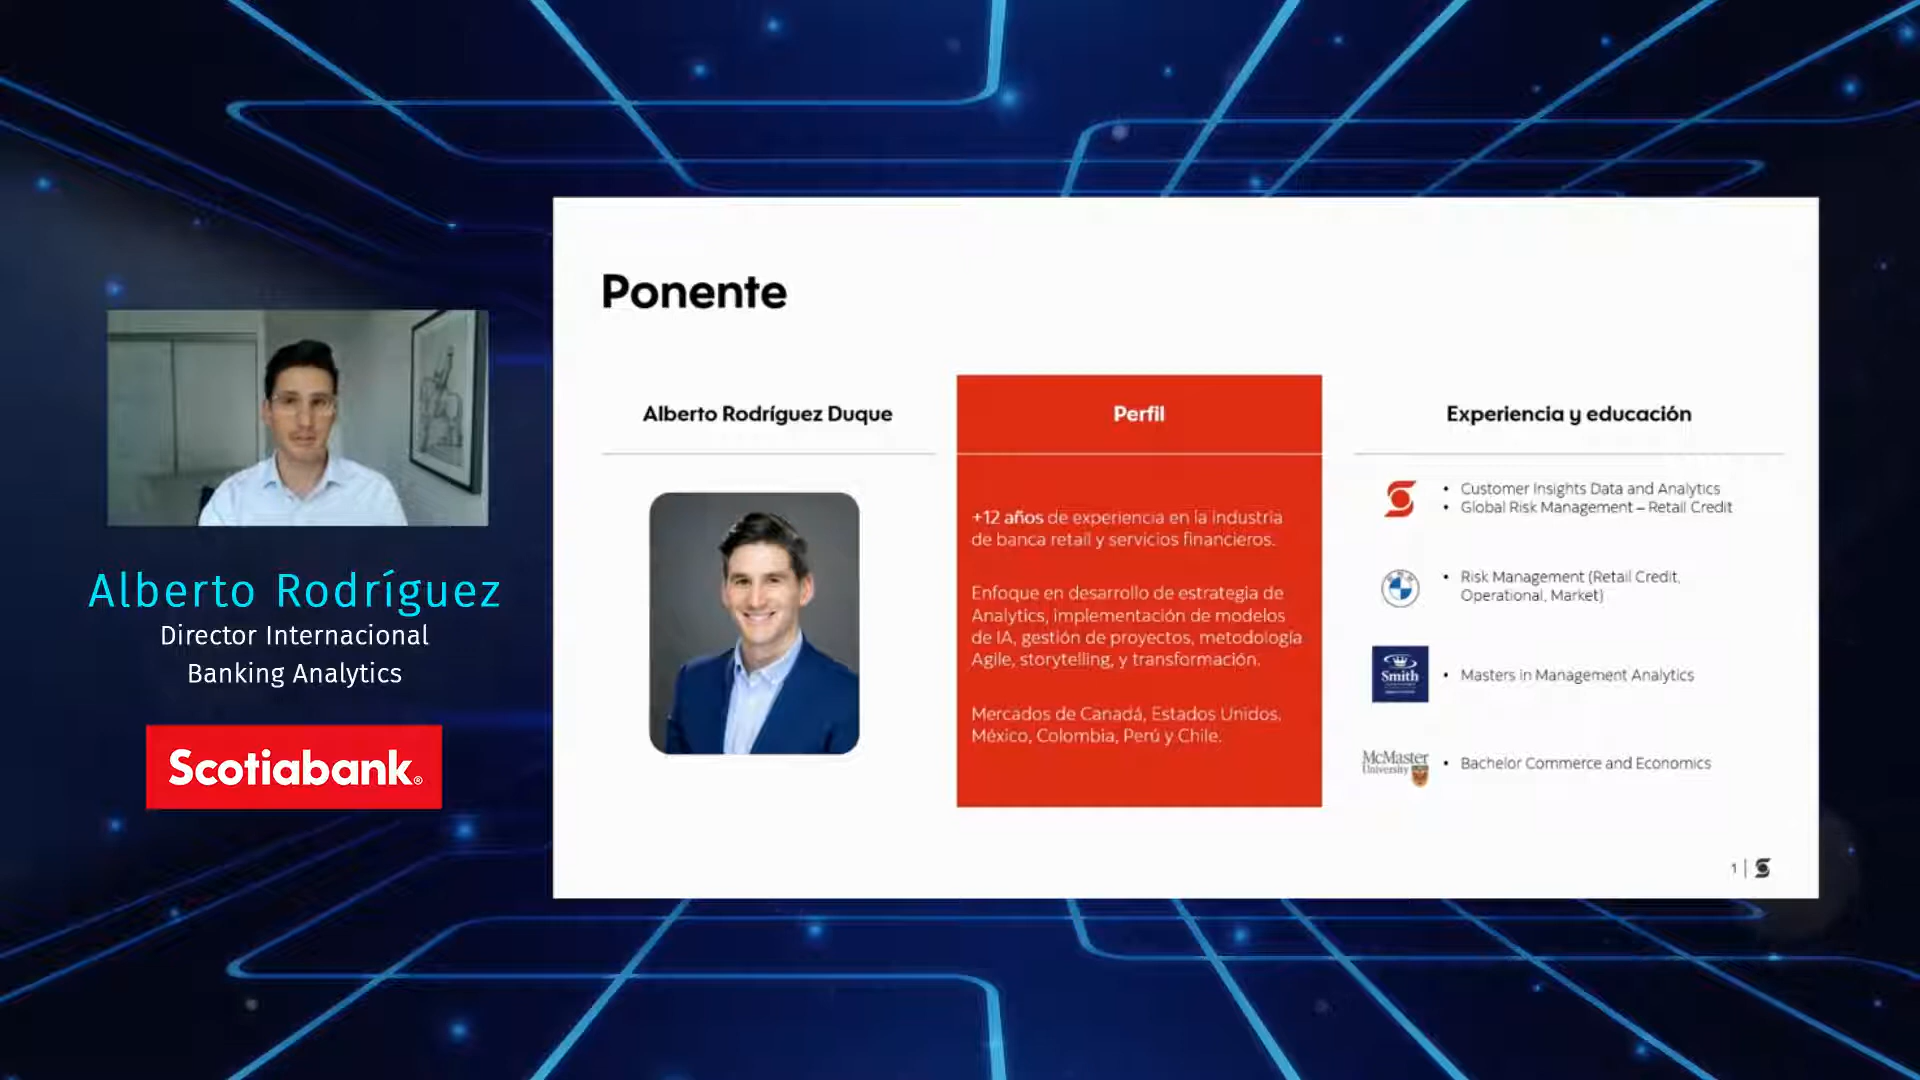 Alberto Rodríguez
Director Internacional
Banking Analytics
Scotiabank®
Ponente
Alberto Rodríguez Duque
Perfil
+12 años de experiencia en la industria
de banca retail y servicios financieros.
Enfoque en desarrollo de estrategia de
Analytics, implementación de modelos
de IA, gestión de proyectos, metodología
Agile, storytelling, y transformación.
Mercados de Canadá, Estados Unidos,
México, Colombia, Perú y Chile.
Experiencia y educación
• Customer Insights Data and Analytics
• Global Risk Management – Retail Credit
BMW
• Risk Management (Retail Credit,
Operational, Market)
Smith
• Masters in Management Analytics
McMaster
University
• Bachelor Commerce and Economics
1 |